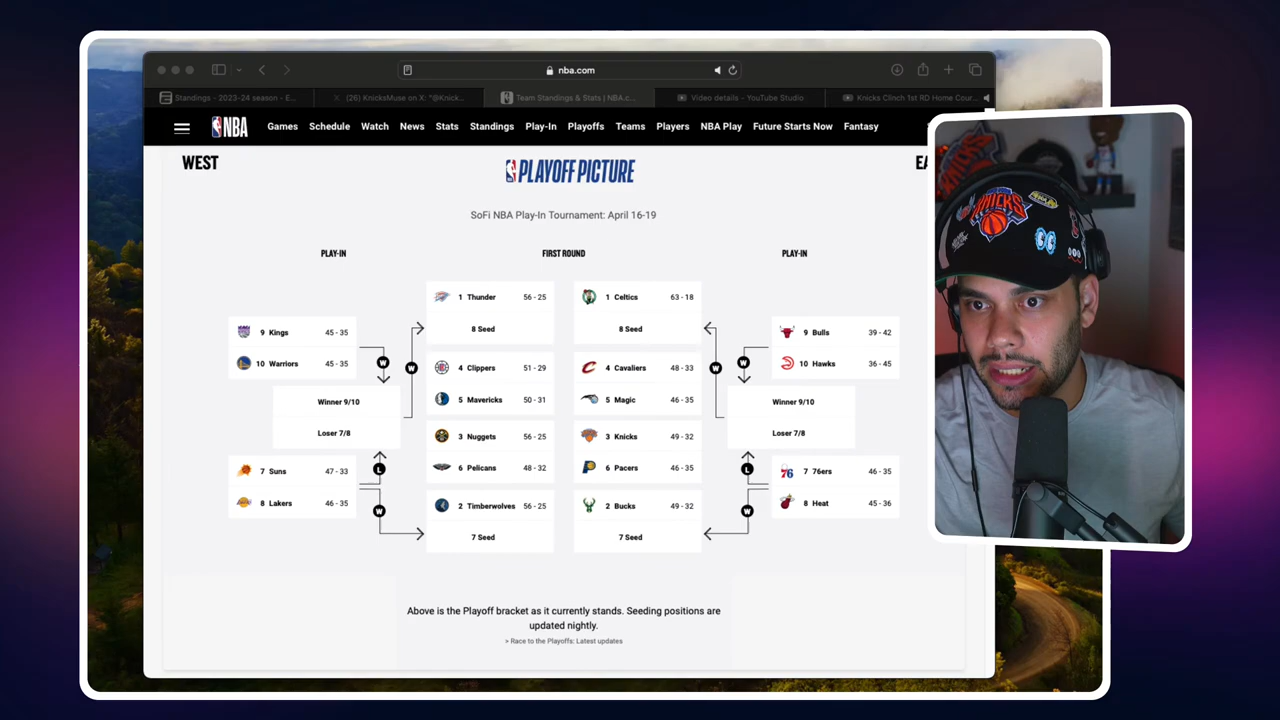 nba.com
Standings - 2023-24 season - E...
(26) KnicksMuse on X: "@Knick...
Team Standings & Stats | NBA.c...
Video details - YouTube Studio
Knicks Clinch 1st RD Home Cour...
NBA
Games
Schedule
Watch
News
Stats
Standings
Play-In
Playoffs
Teams
Players
NBA Play
Future Starts Now
Fantasy
WEST
PLAYOFF PICTURE
SoFi NBA Play-In Tournament: April 16-19
PLAY-IN
FIRST ROUND
PLAY-IN
9 Kings 45 - 35
10 Warriors 45 - 35
W
W
Winner 9/10
Loser 7/8
7 Suns 47 - 33
8 Lakers 46 - 35
L
W
1 Thunder 56 - 25
8 Seed
4 Clippers 51 - 29
5 Mavericks 50 - 31
3 Nuggets 56 - 25
6 Pelicans 48 - 32
2 Timberwolves 56 - 25
7 Seed
1 Celtics 63 - 18
8 Seed
4 Cavaliers 48 - 33
5 Magic 46 - 35
3 Knicks 49 - 32
6 Pacers 46 - 35
2 Bucks 49 - 32
7 Seed
W
W
9 Bulls 39 - 42
10 Hawks 36 - 45
Winner 9/10
Loser 7/8
7 76ers 46 - 35
8 Heat 45 - 36
L
W
Above is the Playoff bracket as it currently stands. Seeding positions are
updated nightly.
> Race to the Playoffs: Latest updates
KNICKS